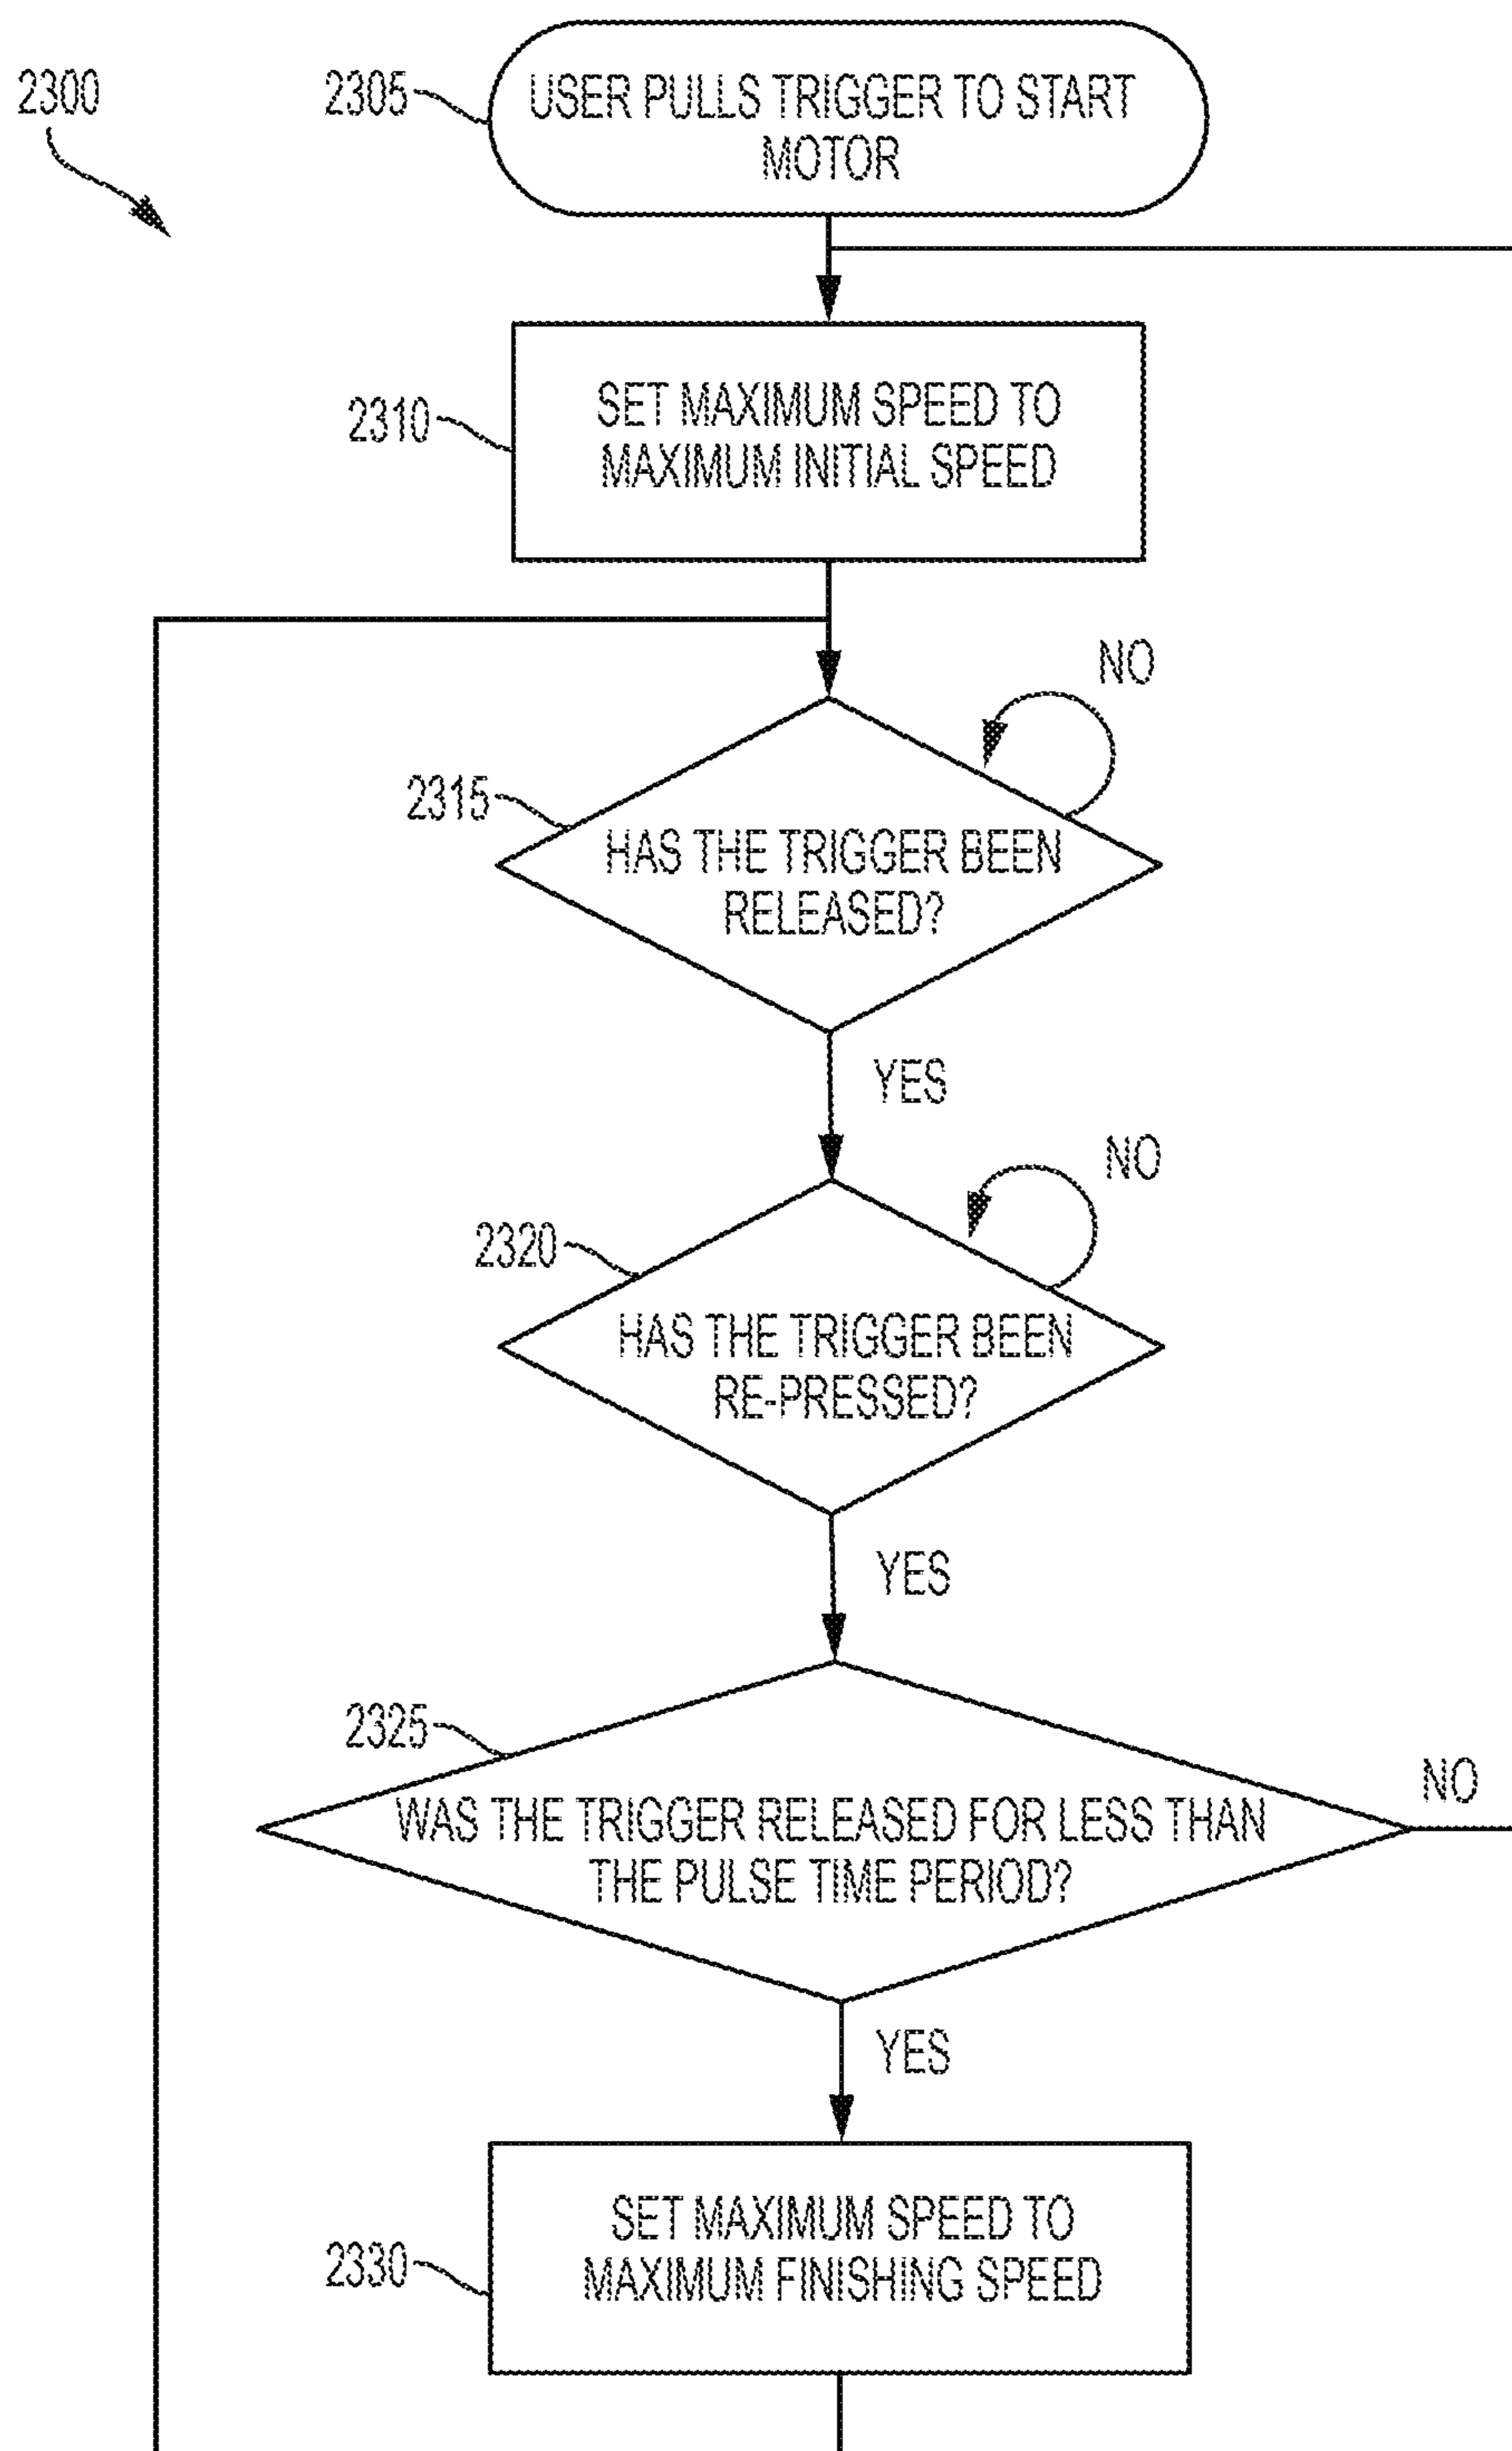 2300
2305
USER PULLS TRIGGER TO START
MOTOR
2310
SET MAXIMUM SPEED TO
MAXIMUM INITIAL SPEED
NO
2315
HAS THE TRIGGER BEEN
RELEASED?
YES
NO
2320
HAS THE TRIGGER BEEN
RE-PRESSED?
YES
2325
WAS THE TRIGGER RELEASED FOR LESS THAN
THE PULSE TIME PERIOD?
NO
YES
2330
SET MAXIMUM SPEED TO
MAXIMUM FINISHING SPEED